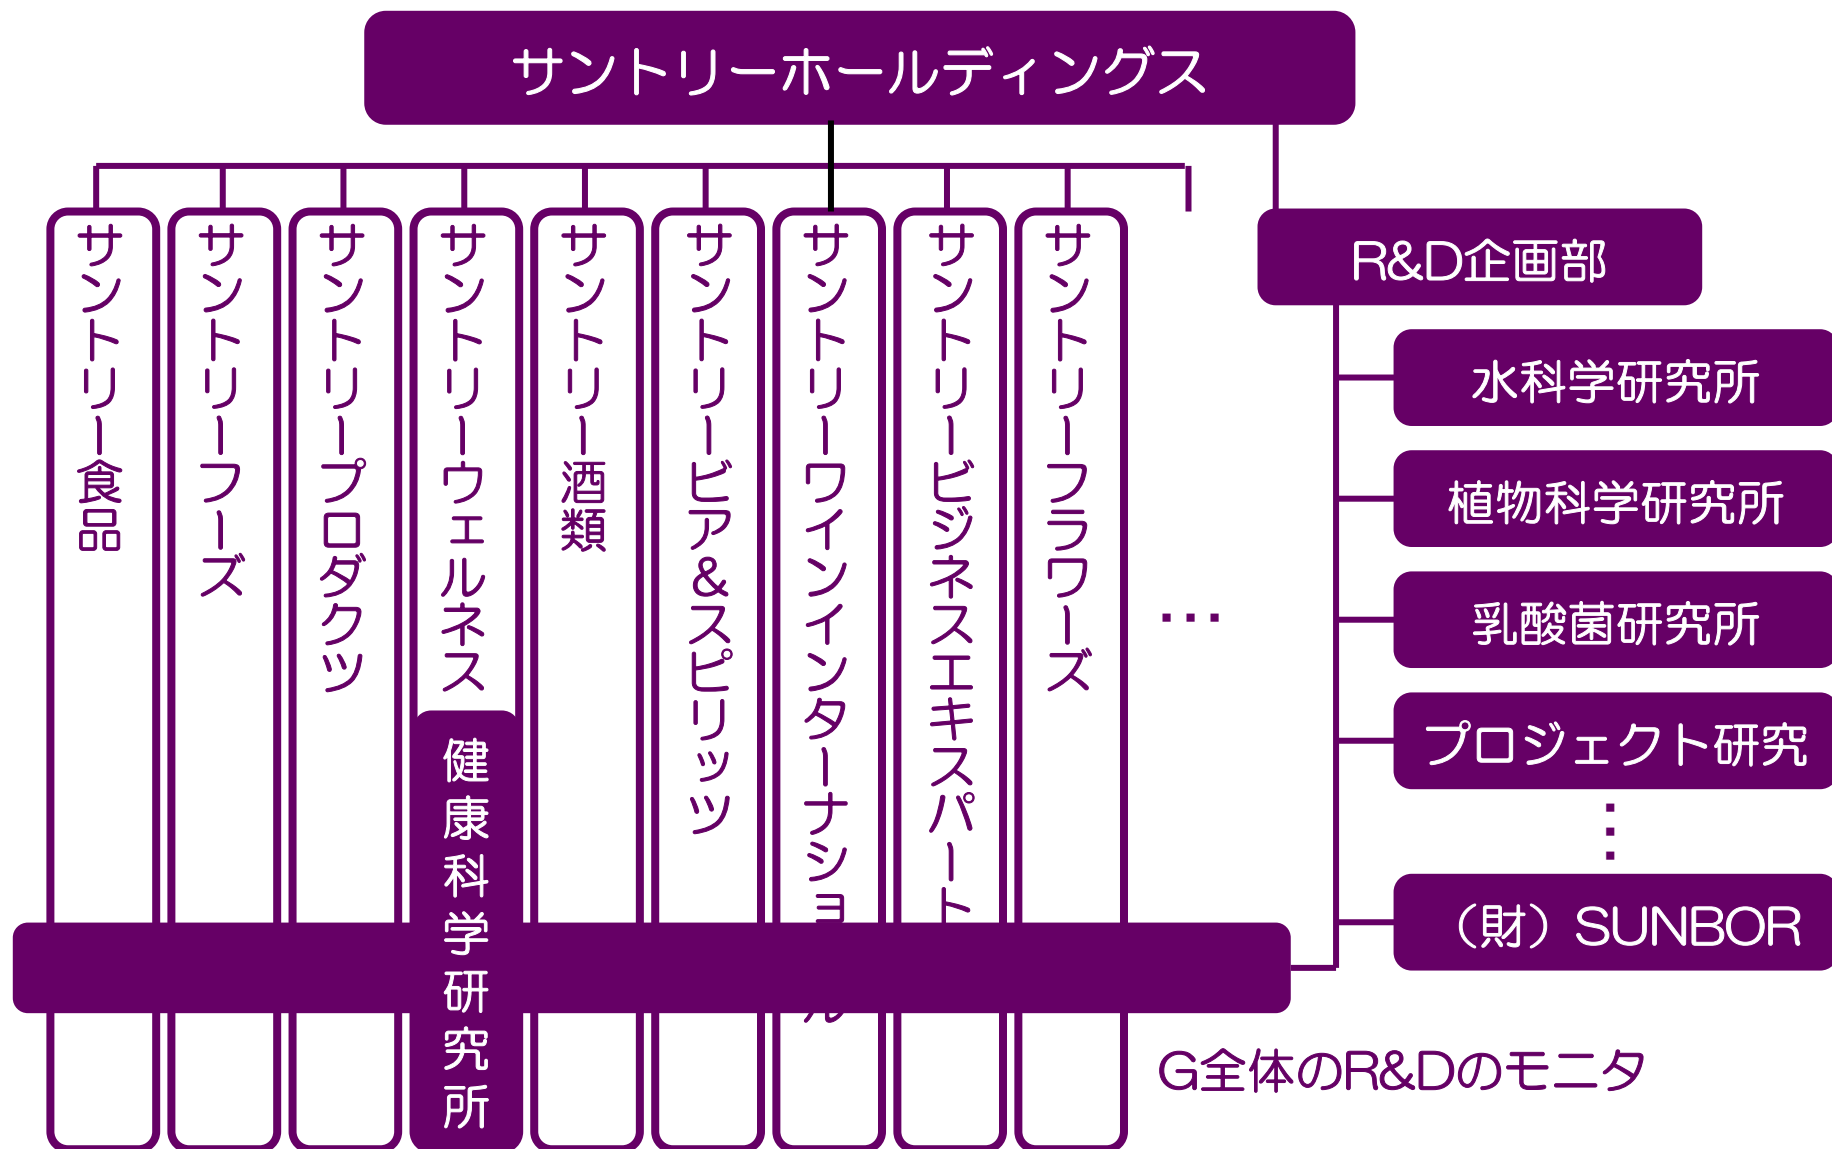 サントリーホールディングス
サントリー食品
サントリーフーズ
サントリープロダクツ
サントリーウェルネス
健康科学研究所
サントリー酒類
サントリービア&スピリッツ
サントリーワインインターナショ
ル
サントリービジネスエキスパート
サントリーフラワーズ
…
R&D企画部
水科学研究所
植物科学研究所
乳酸菌研究所
プロジェクト研究
…
（財）SUNBOR
G全体のR&Dのモニタ